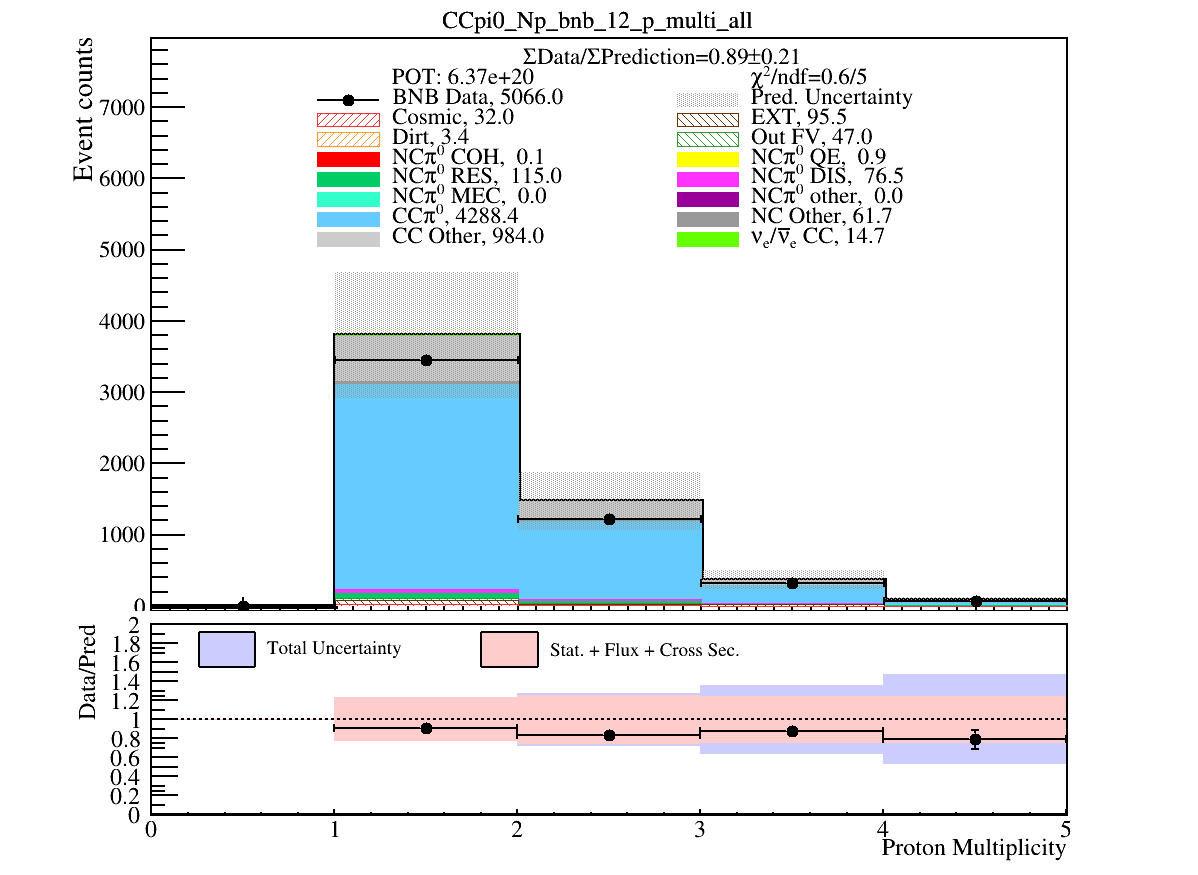 CCpi0_Np_bnb_12_p_multi_all
ΣData/ΣPrediction=0.89±0.21
POT: 6.37e+20
χ²/ndf=0.6/5
BNB Data, 5066.0
Pred. Uncertainty
Cosmic, 32.0
EXT, 95.5
Dirt, 3.4
Out FV, 47.0
NCπ⁰ COH, 0.1
NCπ⁰ QE, 0.9
NCπ⁰ RES, 115.0
NCπ⁰ DIS, 76.5
NCπ⁰ MEC, 0.0
NCπ⁰ other, 0.0
CCπ⁰, 4288.4
NC Other, 61.7
CC Other, 984.0
νₑ/ν̅ₑ CC, 14.7
Event counts
7000
6000
5000
4000
3000
2000
1000
0
Total Uncertainty
Stat. + Flux + Cross Sec.
Data/Pred
2
1.8
1.6
1.4
1.2
1
0.8
0.6
0.4
0.2
0
0 1 2 3 4 5
Proton Multiplicity